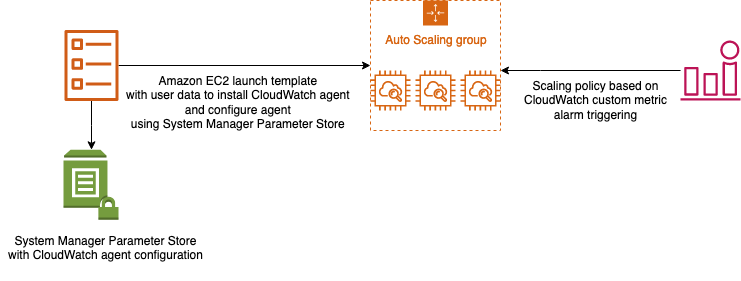 Auto Scaling group
Amazon EC2 launch template
with user data to install CloudWatch agent
and configure agent
using System Manager Parameter Store
Scaling policy based on
CloudWatch custom metric
alarm triggering
System Manager Parameter Store
with CloudWatch agent configuration